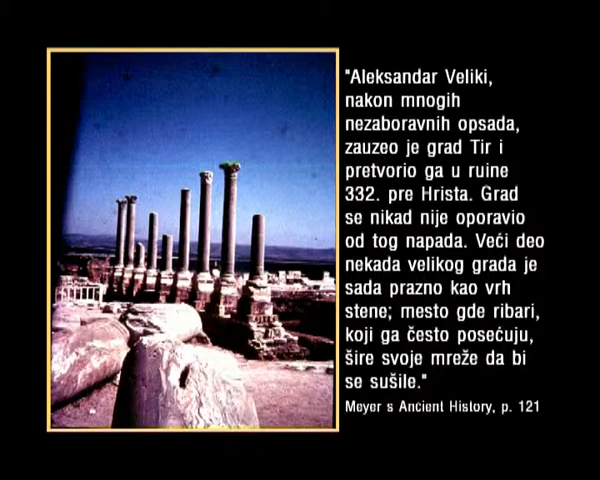 "Aleksandar Veliki,
nakon mnogih
nezaboravnih opsada,
zauzeo je grad Tir i
pretvorio ga u ruine
332. pre Hrista. Grad
se nikad nije oporavio
od tog napada. Veći deo
nekada velikog grada je
sada prazno kao vrh
stene; mesto gde ribari,
koji ga često posećuju,
šire svoje mreže da bi
se sušile."
Meyer s Ancient History, p. 121